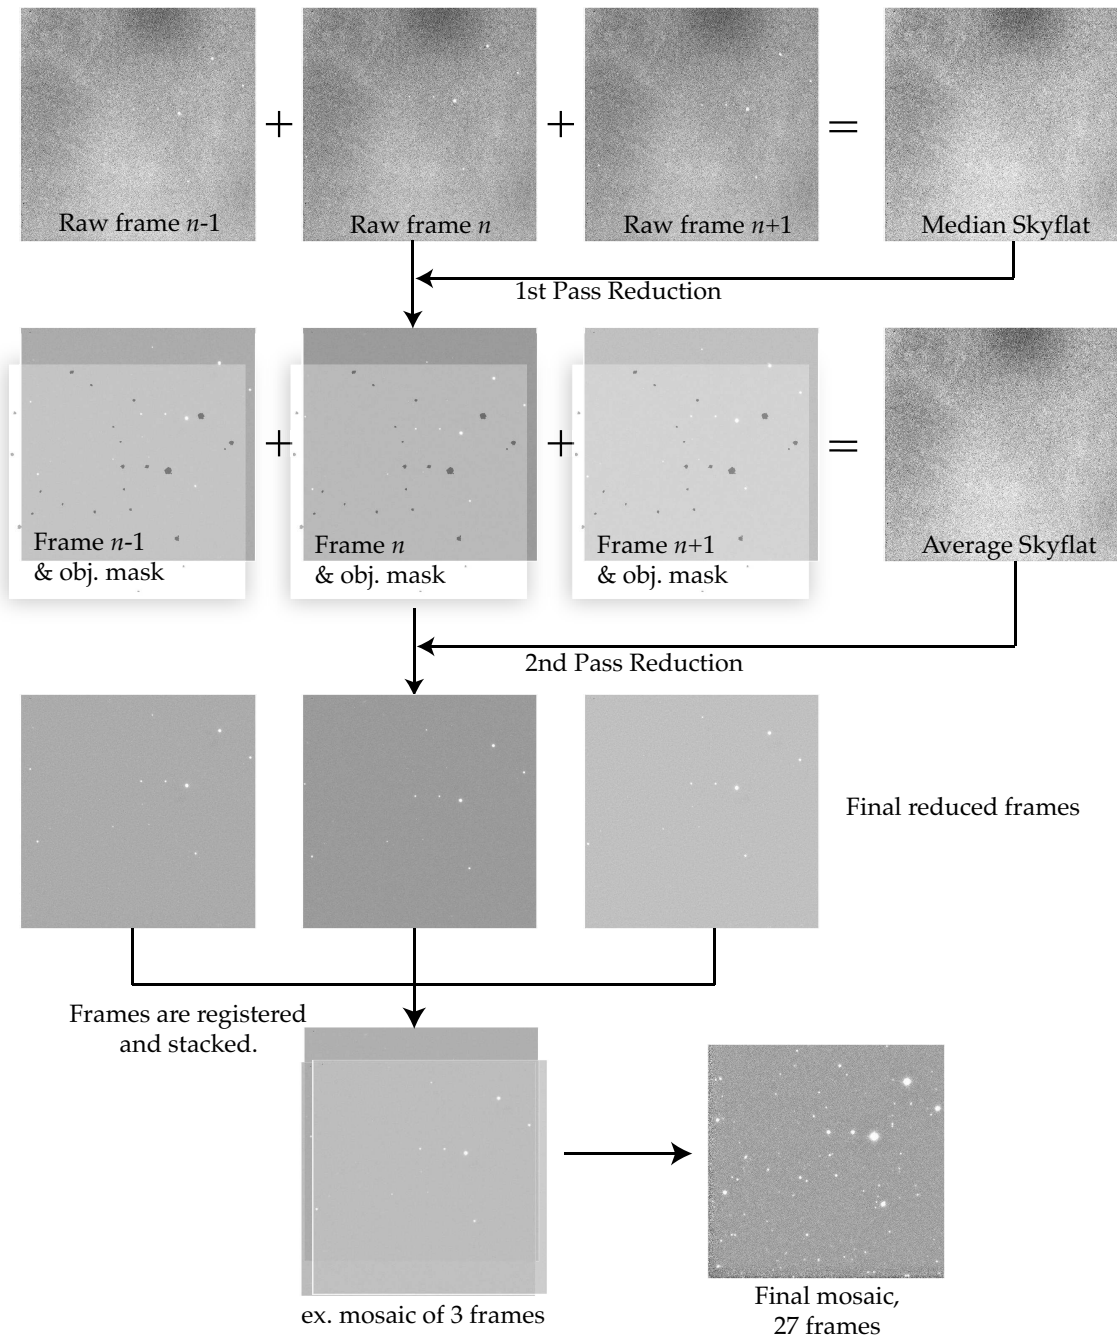 + + =
Raw frame n-1
Raw frame n
Raw frame n+1
Median Skyflat
1st Pass Reduction
+ + =
Frame n-1
& obj. mask
Frame n
& obj. mask
Frame n+1
& obj. mask
Average Skyflat
2nd Pass Reduction
Final reduced frames
Frames are registered
and stacked.
ex. mosaic of 3 frames
Final mosaic,
27 frames